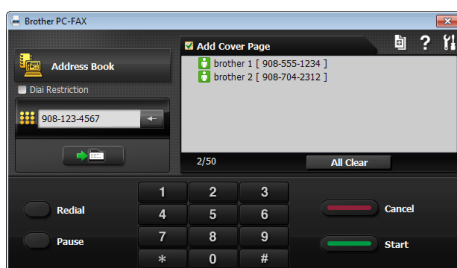 Brother PC-FAX
Address Book
Dial Restriction
908-123-4567
Add Cover Page
?
brother 1 [ 908-555-1234 ]
brother 2 [ 908-704-2312 ]
2/50
All Clear
Redial
Pause
1 2 3
4 5 6
7 8 9
* 0 #
Cancel
Start